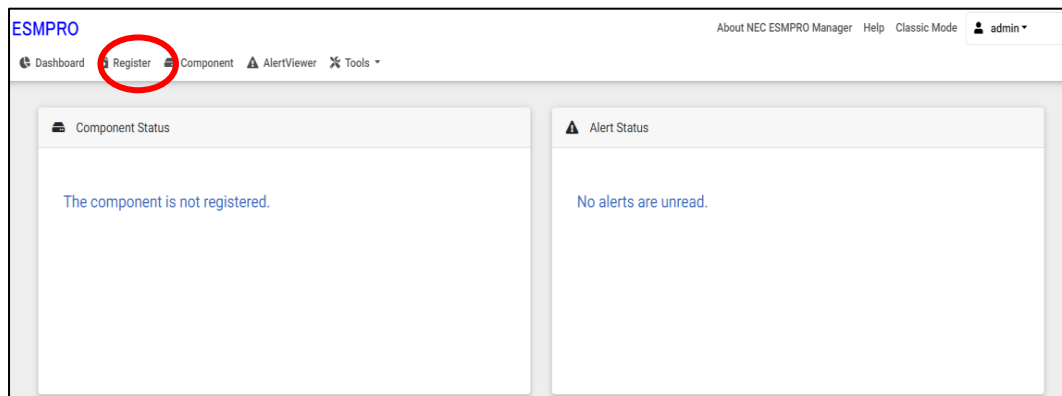 ESMPRO
About NEC ESMPRO Manager Help Classic Mode admin
Dashboard Register Component AlertViewer Tools
Component Status
Alert Status
The component is not registered.
No alerts are unread.